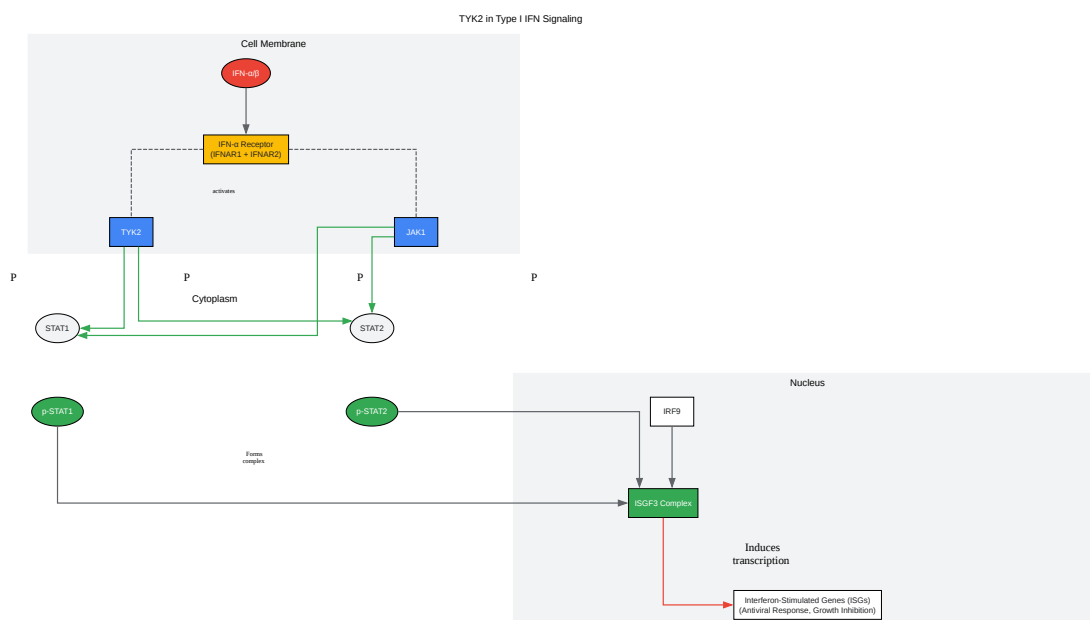 TYK2 in Type I IFN Signaling
Cell Membrane
IFN-α/β
IFN-α Receptor
(IFNAR1 + IFNAR2)
activates
TYK2
JAK1
P
P
P
P
Cytoplasm
STAT1
STAT2
Nucleus
p-STAT1
p-STAT2
IRF9
Forms
complex
ISGF3 Complex
Induces
transcription
Interferon-Stimulated Genes (ISGs)
(Antiviral Response, Growth Inhibition)